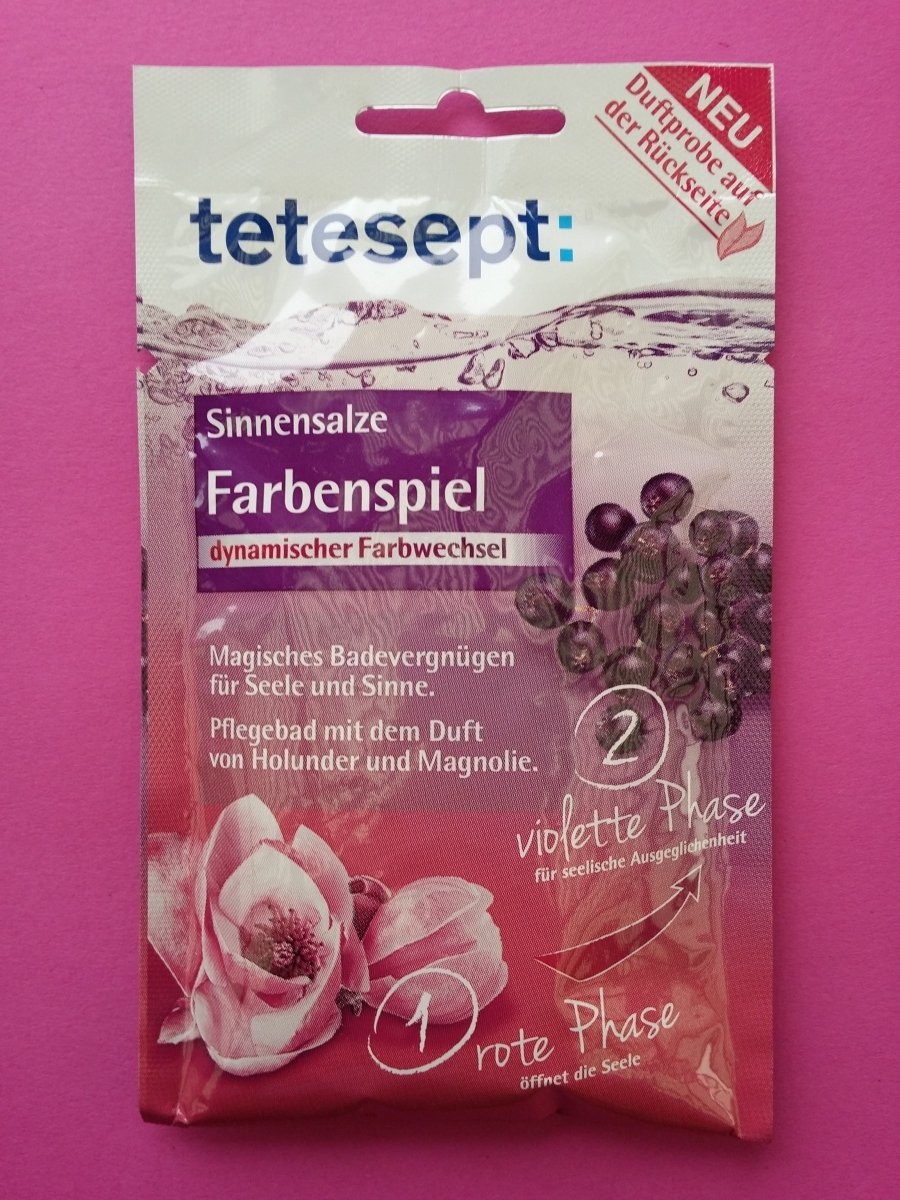 NEU
Duftprobe auf
der Rückseite
tetesept:
Sinnensalze
Farbenspiel
dynamischer Farbwechsel
Magisches Badevergnügen
für Seele und Sinne.
Pflegebad mit dem Duft
von Holunder und Magnolie.
2
violette Phase
für seelische Ausgeglichenheit
1
rote Phase
öffnet die Seele